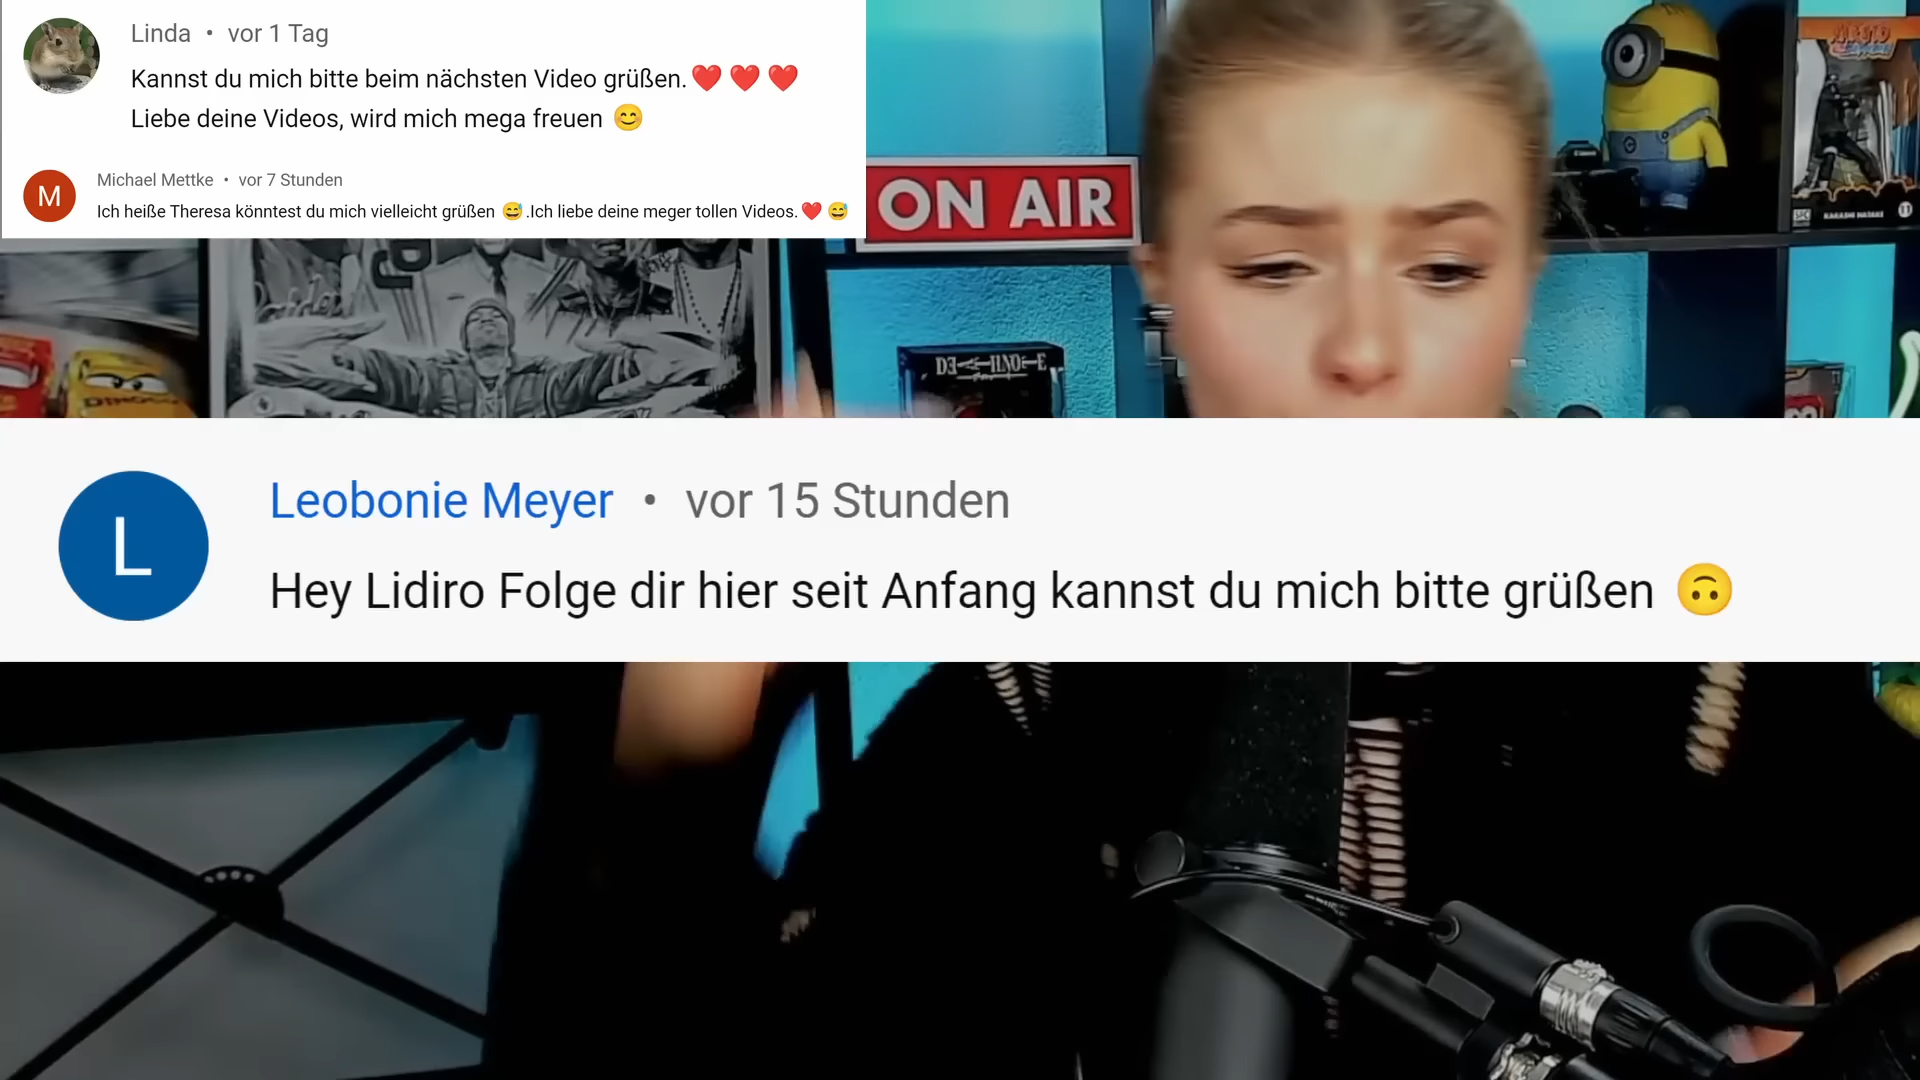 Linda • vor 1 Tag
Kannst du mich bitte beim nächsten Video grüßen.❤️❤️❤️
Liebe deine Videos, wird mich mega freuen 😊
M
Michael Mettke • vor 7 Stunden
Ich heiße Theresa könntest du mich vielleicht grüßen 😅.Ich liebe deine meger tollen Videos.❤️😅
ON AIR
KAKASHI HATAKE
11
L
Leobonie Meyer • vor 15 Stunden
Hey Lidiro Folge dir hier seit Anfang kannst du mich bitte grüßen 🙃